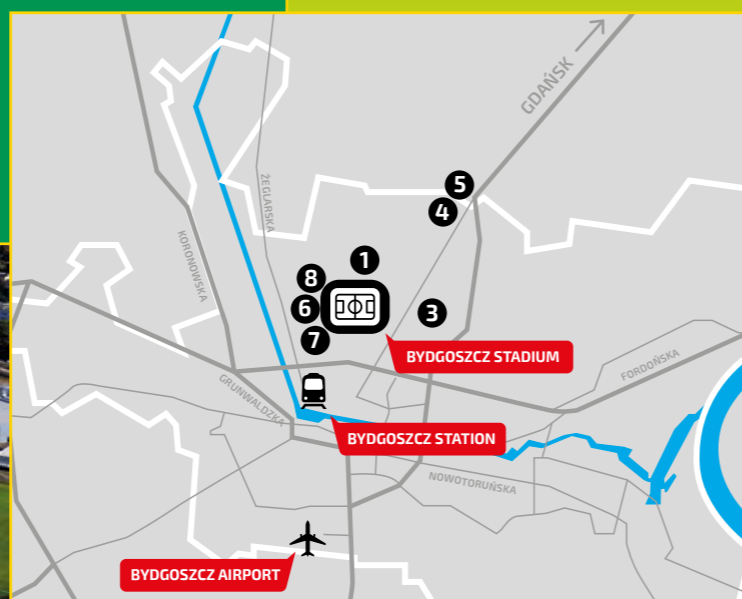 GDAŃSK
5
4
ŻEGLARSKA
KORONOWSKA
1
8
6
3
7
BYDGOSZCZ STADIUM
FORDOŃSKA
GRUNWALDZKA
BYDGOSZCZ STATION
NOWOTORUŃSKA
BYDGOSZCZ AIRPORT